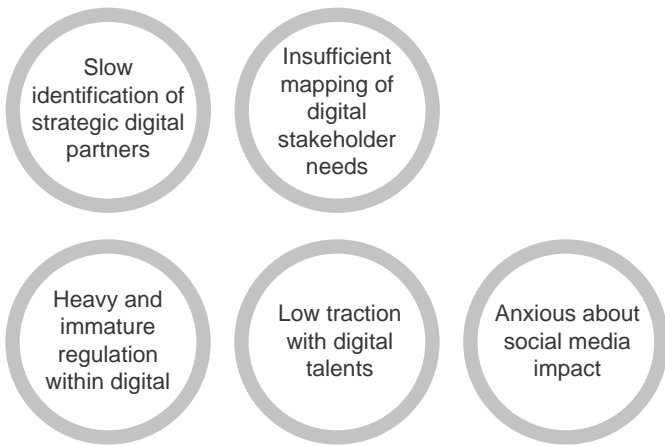 Slow
identification of
strategic digital
partners
Insufficient
mapping of
digital
stakeholder
needs
Heavy and
immature
regulation
within digital
Low traction
with digital
talents
Anxious about
social media
impact